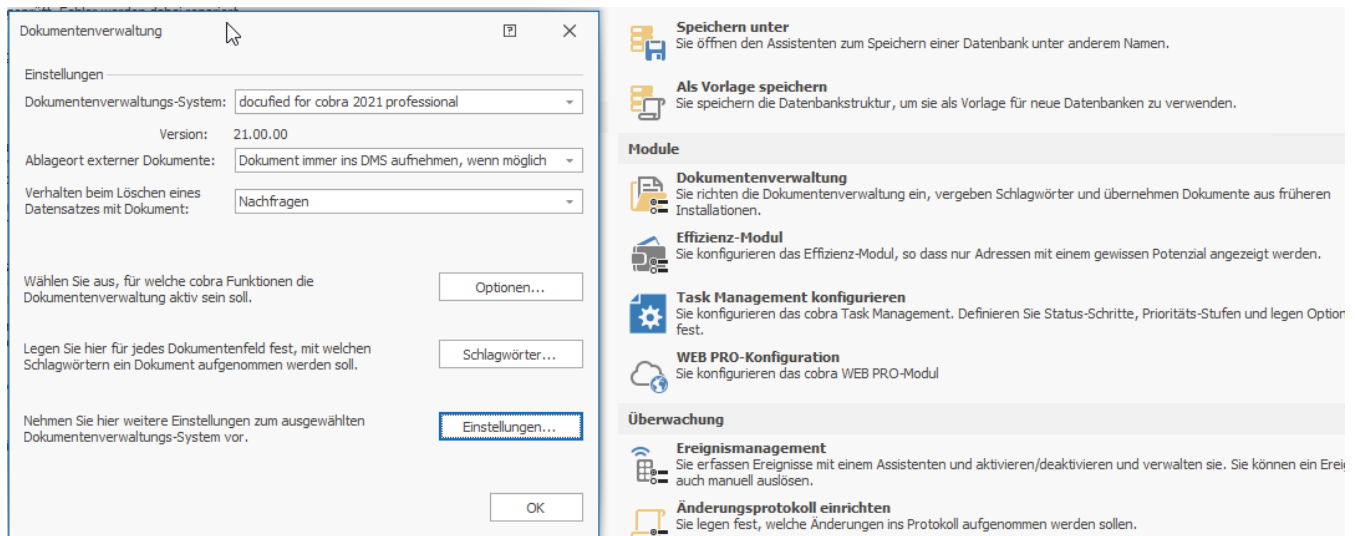 geprüft. Fehler werden dabei repariert.
Dokumentenverwaltung
Einstellungen
Dokumentenverwaltungs-System: docufied for cobra 2021 professional
Version: 21.00.00
Ablageort externer Dokumente: Dokument immer ins DMS aufnehmen, wenn möglich
Verhalten beim Löschen eines
Datensatzes mit Dokument: Nachfragen
Wählen Sie aus, für welche cobra Funktionen die
Dokumentenverwaltung aktiv sein soll.
Optionen...
Legen Sie hier für jedes Dokumentenfeld fest, mit welchen
Schlagwörtern ein Dokument aufgenommen werden soll.
Schlagwörter...
Nehmen Sie hier weitere Einstellungen zum ausgewählten
Dokumentenverwaltungs-System vor.
Einstellungen...
OK
Speichern unter
Sie öffnen den Assistenten zum Speichern einer Datenbank unter anderem Namen.
Als Vorlage speichern
Sie speichern die Datenbankstruktur, um sie als Vorlage für neue Datenbanken zu verwenden.
Module
Dokumentenverwaltung
Sie richten die Dokumentenverwaltung ein, vergeben Schlagwörter und übernehmen Dokumente aus früheren
Installationen.
Effizienz-Modul
Sie konfigurieren das Effizienz-Modul, so dass nur Adressen mit einem gewissen Potenzial angezeigt werden.
Task Management konfigurieren
Sie konfigurieren das cobra Task Management. Definieren Sie Status-Schritte, Prioritäts-Stufen und legen Option
fest.
WEB PRO-Konfiguration
Sie konfigurieren das cobra WEB PRO-Modul
Überwachung
Ereignismanagement
Sie erfassen Ereignisse mit einem Assistenten und aktivieren/deaktivieren und verwalten sie. Sie können ein Erei
auch manuell auslösen.
Änderungsprotokoll einrichten
Sie legen fest, welche Änderungen ins Protokoll aufgenommen werden sollen.